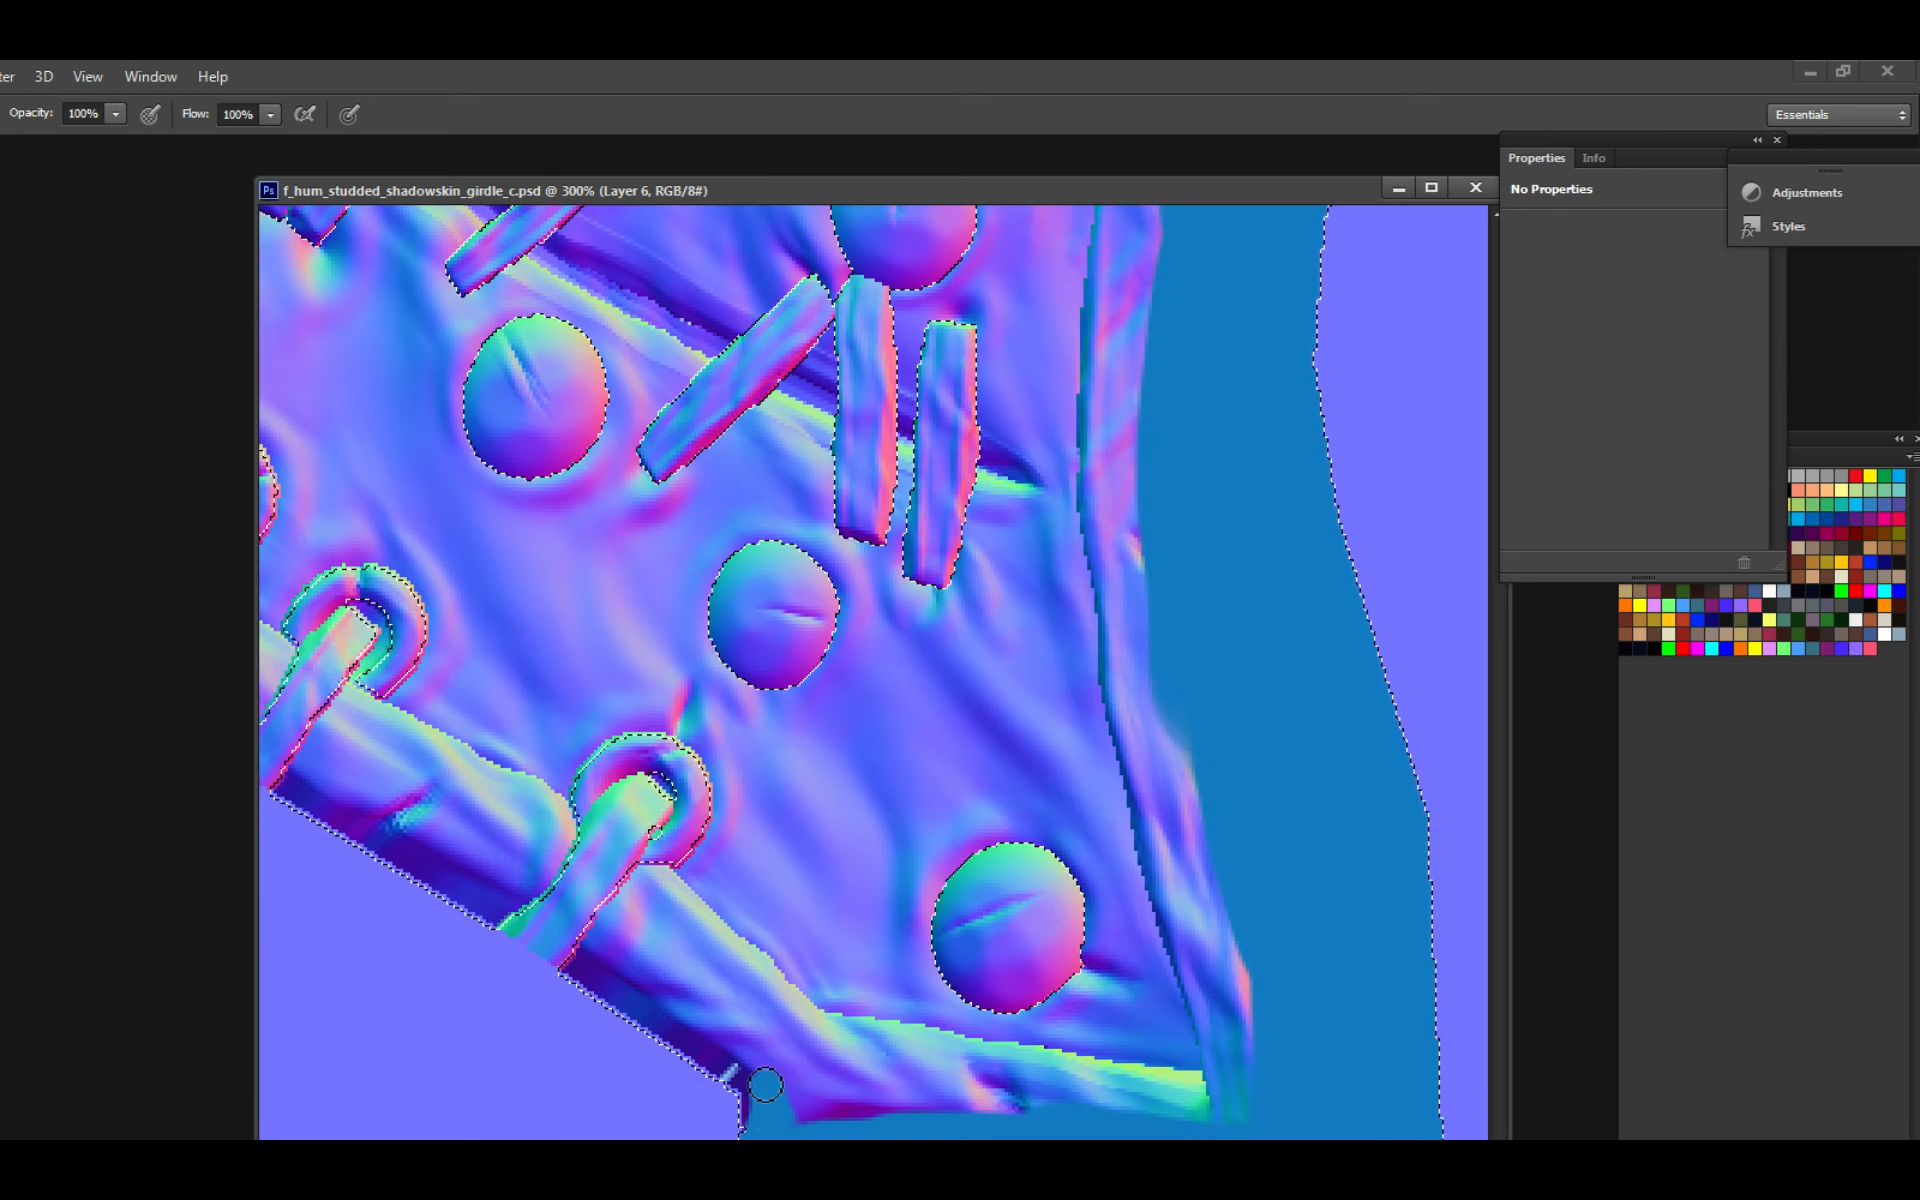 ter 3D View Window Help
Opacity: 100% Flow: 100% Essentials
Properties Info
Ps f_hum_studded_shadowskin_girdle_c.psd @ 300% (Layer 6, RGB/8#)
No Properties
Adjustments
fx Styles